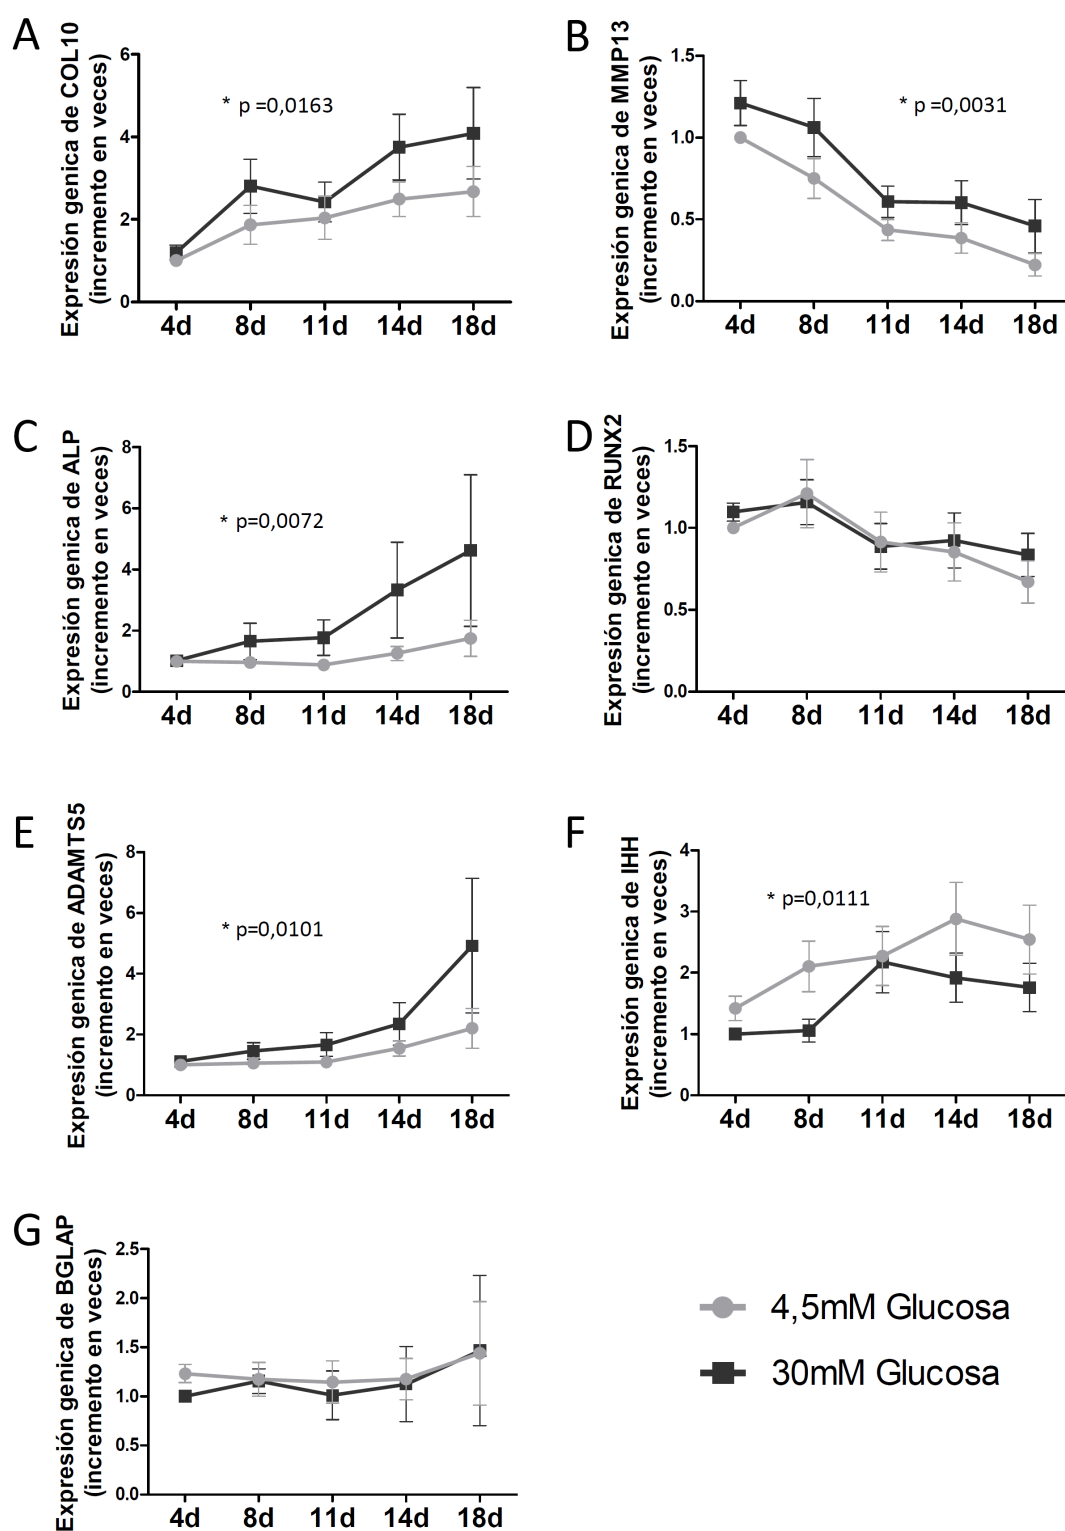 A
Expresión genica de COL10
(incremento en veces)
6
4
2
0
* p =0,0163
4d 8d 11d 14d 18d
B
Expresión genica de MMP13
(incremento en veces)
1.5
1.0
0.5
0.0
* p =0,0031
4d 8d 11d 14d 18d
C
Expresión genica de ALP
(incremento en veces)
8
6
4
2
0
* p=0,0072
4d 8d 11d 14d 18d
D
Expresión genica de RUNX2
(incremento en veces)
1.5
1.0
0.5
0.0
4d 8d 11d 14d 18d
E
Expresión genica de ADAMTS5
(incremento en veces)
8
6
4
2
0
* p=0,0101
4d 8d 11d 14d 18d
F
Expresión genica de IHH
(incremento en veces)
4
3
2
1
0
* p=0,0111
4d 8d 11d 14d 18d
G
Expresión genica de BGLAP
(incremento en veces)
2.5
2.0
1.5
1.0
0.5
0.0
4d 8d 11d 14d 18d
4,5mM Glucosa
30mM Glucosa